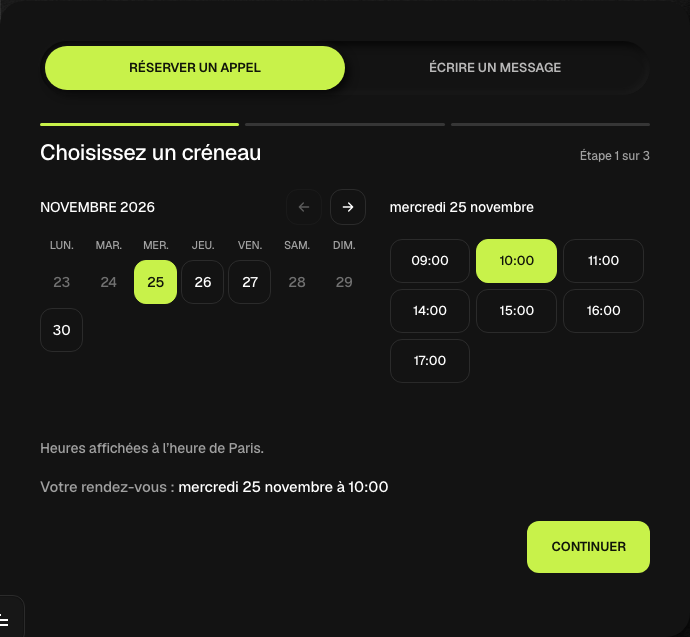 RÉSERVER UN APPEL
ÉCRIRE UN MESSAGE
Choisissez un créneau
Étape 1 sur 3
NOVEMBRE 2026
LUN. MAR. MER. JEU. VEN. SAM. DIM.
23 24 25 26 27 28 29
30
mercredi 25 novembre
09:00 10:00 11:00
14:00 15:00 16:00
17:00
Heures affichées à l'heure de Paris.
Votre rendez-vous : mercredi 25 novembre à 10:00
CONTINUER